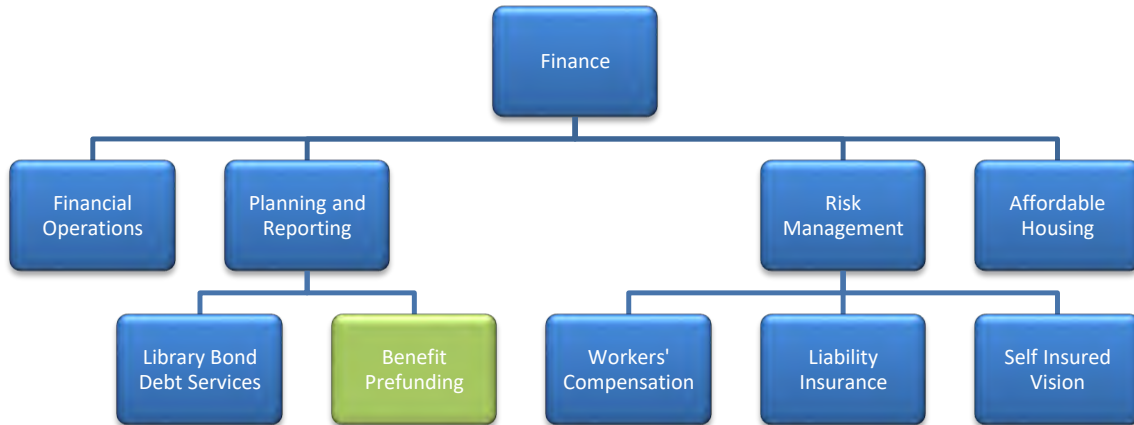 Finance
Financial
Operations
Planning and
Reporting
Risk
Management
Affordable
Housing
Library Bond
Debt Services
Benefit
Prefunding
Workers'
Compensation
Liability
Insurance
Self Insured
Vision